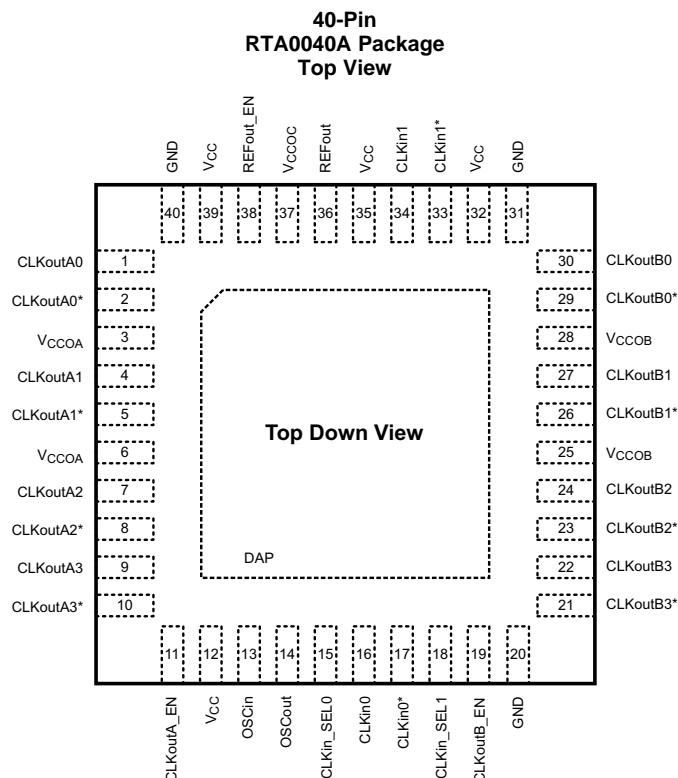 40-Pin
RTA0040A Package
Top View
GND
VCC
REFout_EN
VCCOC
REFout
VCC
CLKin1
CLKin1*
VCC
GND
40
39
38
37
36
35
34
33
32
31
CLKoutA0
1
30
CLKoutB0
CLKoutA0*
2
29
CLKoutB0*
VCCOA
3
28
VCCOB
CLKoutA1
4
27
CLKoutB1
CLKoutA1*
5
26
CLKoutB1*
Top Down View
VCCOA
6
25
VCCOB
CLKoutA2
7
24
CLKoutB2
CLKoutA2*
8
23
CLKoutB2*
CLKoutA3
9
DAP
22
CLKoutB3
CLKoutA3*
10
21
CLKoutB3*
11
12
13
14
15
16
17
18
19
20
CLKoutA_EN
VCC
OSCin
OSCout
CLKin_SEL0
CLKin0
CLKin0*
CLKin_SEL1
CLKoutB_EN
GND